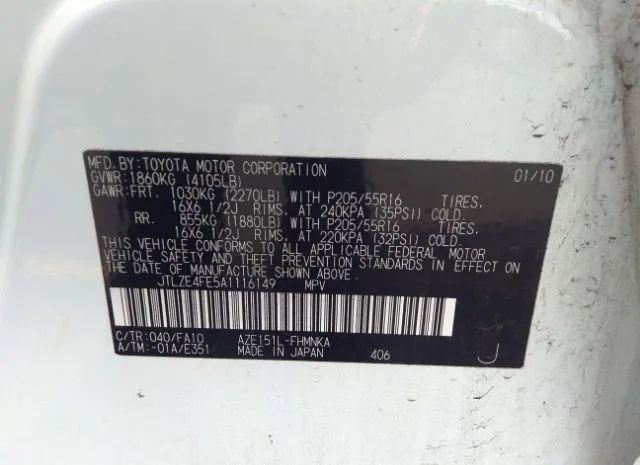 MFD. BY: TOYOTA MOTOR CORPORATION 01/10
GVWR: 1860KG (4105LB)
GAWR: FRT. 1030KG (2270LB) WITH P205/55R16 TIRES.
16X6 1/2J RIMS, AT 240KPA (35PSI) COLD.
RR. 855KG (1880LB) WITH P205/55R16 TIRES.
16X6 1/2J RIMS, AT 220KPA (32PSI) COLD.
THIS VEHICLE CONFORMS TO ALL APPLICABLE FEDERAL MOTOR
VEHICLE SAFETY AND THEFT PREVENTION STANDARDS IN EFFECT
ON THE DATE OF MANUFACTURE SHOWN ABOVE.
JTLZE4FE5A1116149 MPV
C/TR: 040/FA10 AZE151L-FHMNKA
A/TM: -01A/E351 MADE IN JAPAN 406 J